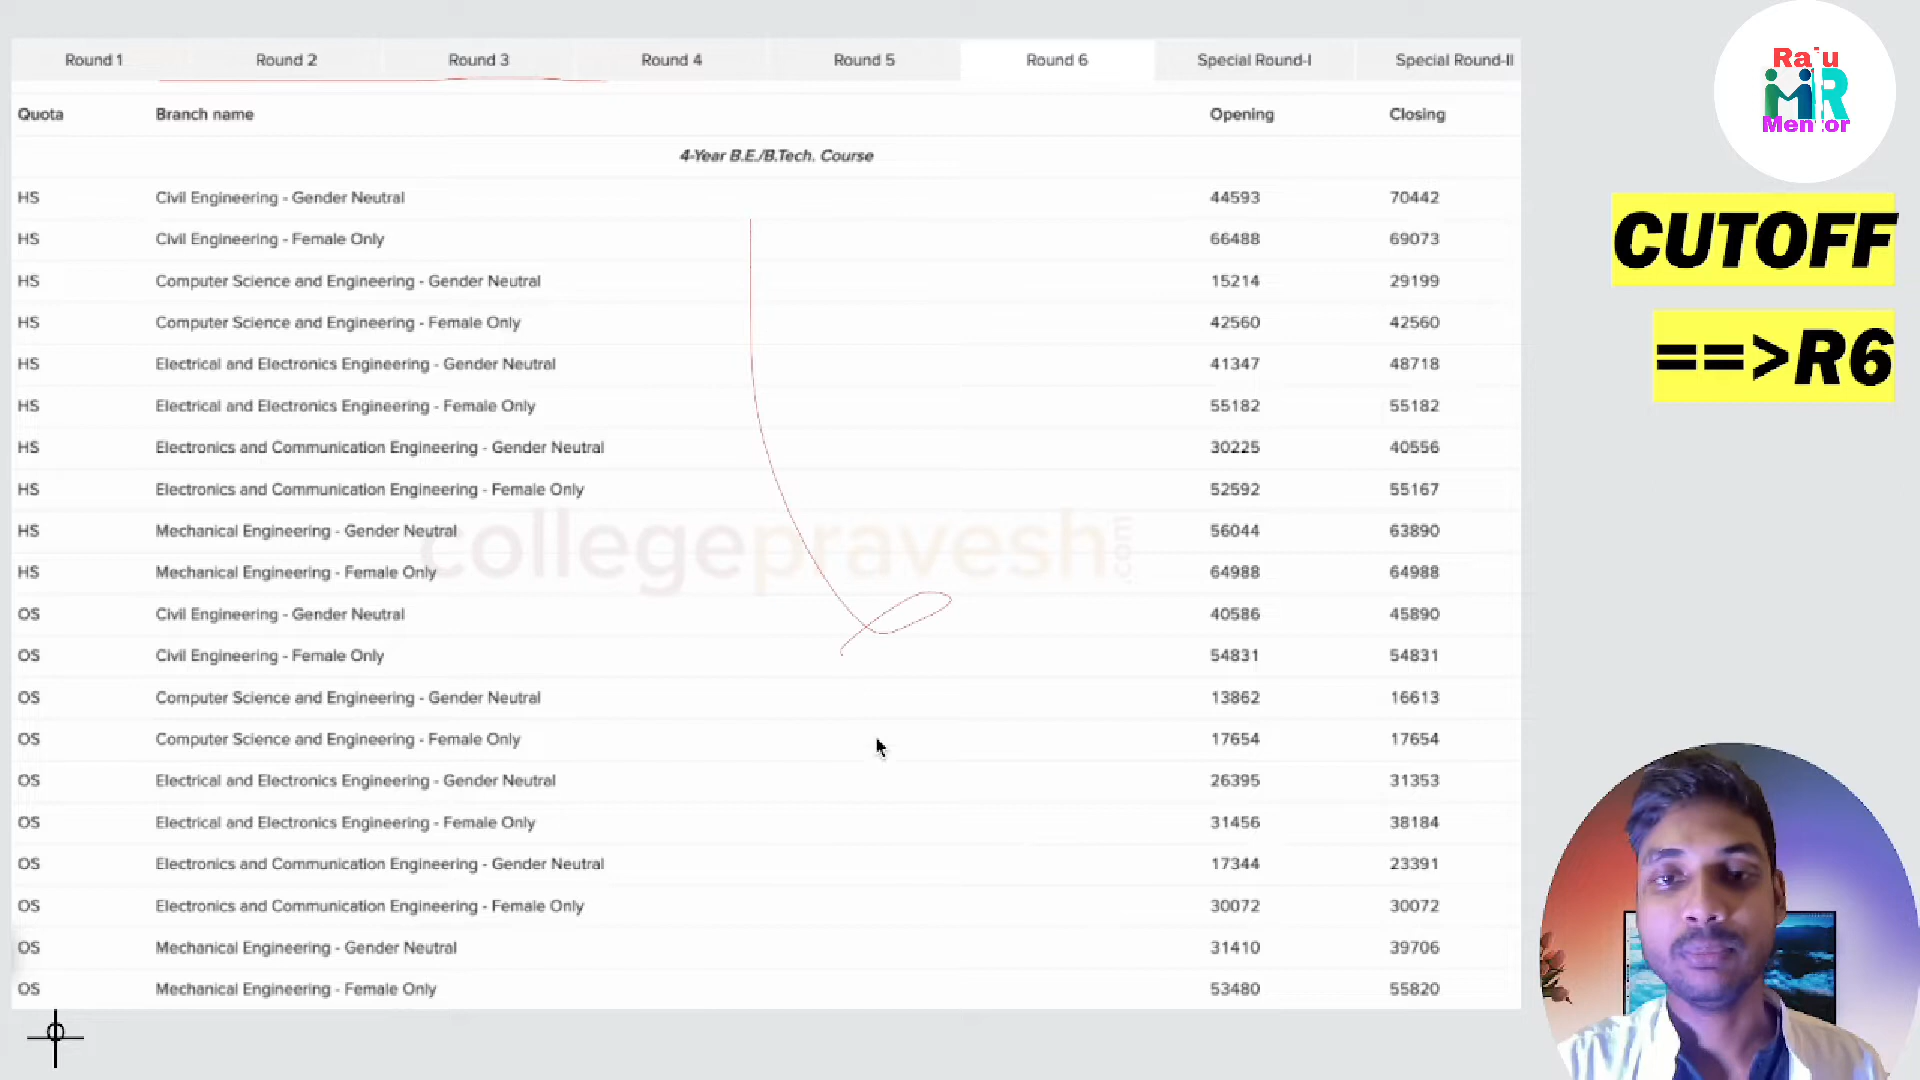 Round 1 Round 2 Round 3 Round 4 Round 5 Round 6 Special Round-I Special Round-II
Quota Branch name Opening Closing
4-Year B.E./B.Tech. Course
HS Civil Engineering - Gender Neutral 44593 70442
HS Civil Engineering - Female Only 66488 69073
HS Computer Science and Engineering - Gender Neutral 15214 29199
HS Computer Science and Engineering - Female Only 42560 42560
HS Electrical and Electronics Engineering - Gender Neutral 41347 48718
HS Electrical and Electronics Engineering - Female Only 55182 55182
HS Electronics and Communication Engineering - Gender Neutral 30225 40556
HS Electronics and Communication Engineering - Female Only 52592 55167
HS Mechanical Engineering - Gender Neutral 56044 63890
collegepravesh.com
HS Mechanical Engineering - Female Only 64988 64988
OS Civil Engineering - Gender Neutral 40586 45890
OS Civil Engineering - Female Only 54831 54831
OS Computer Science and Engineering - Gender Neutral 13862 16613
OS Computer Science and Engineering - Female Only 17654 17654
OS Electrical and Electronics Engineering - Gender Neutral 26395 31353
OS Electrical and Electronics Engineering - Female Only 31456 38184
OS Electronics and Communication Engineering - Gender Neutral 17344 23391
OS Electronics and Communication Engineering - Female Only 30072 30072
OS Mechanical Engineering - Gender Neutral 31410 39706
OS Mechanical Engineering - Female Only 53480 55820
Raju
MR
Mentor
CUTOFF
==>R6